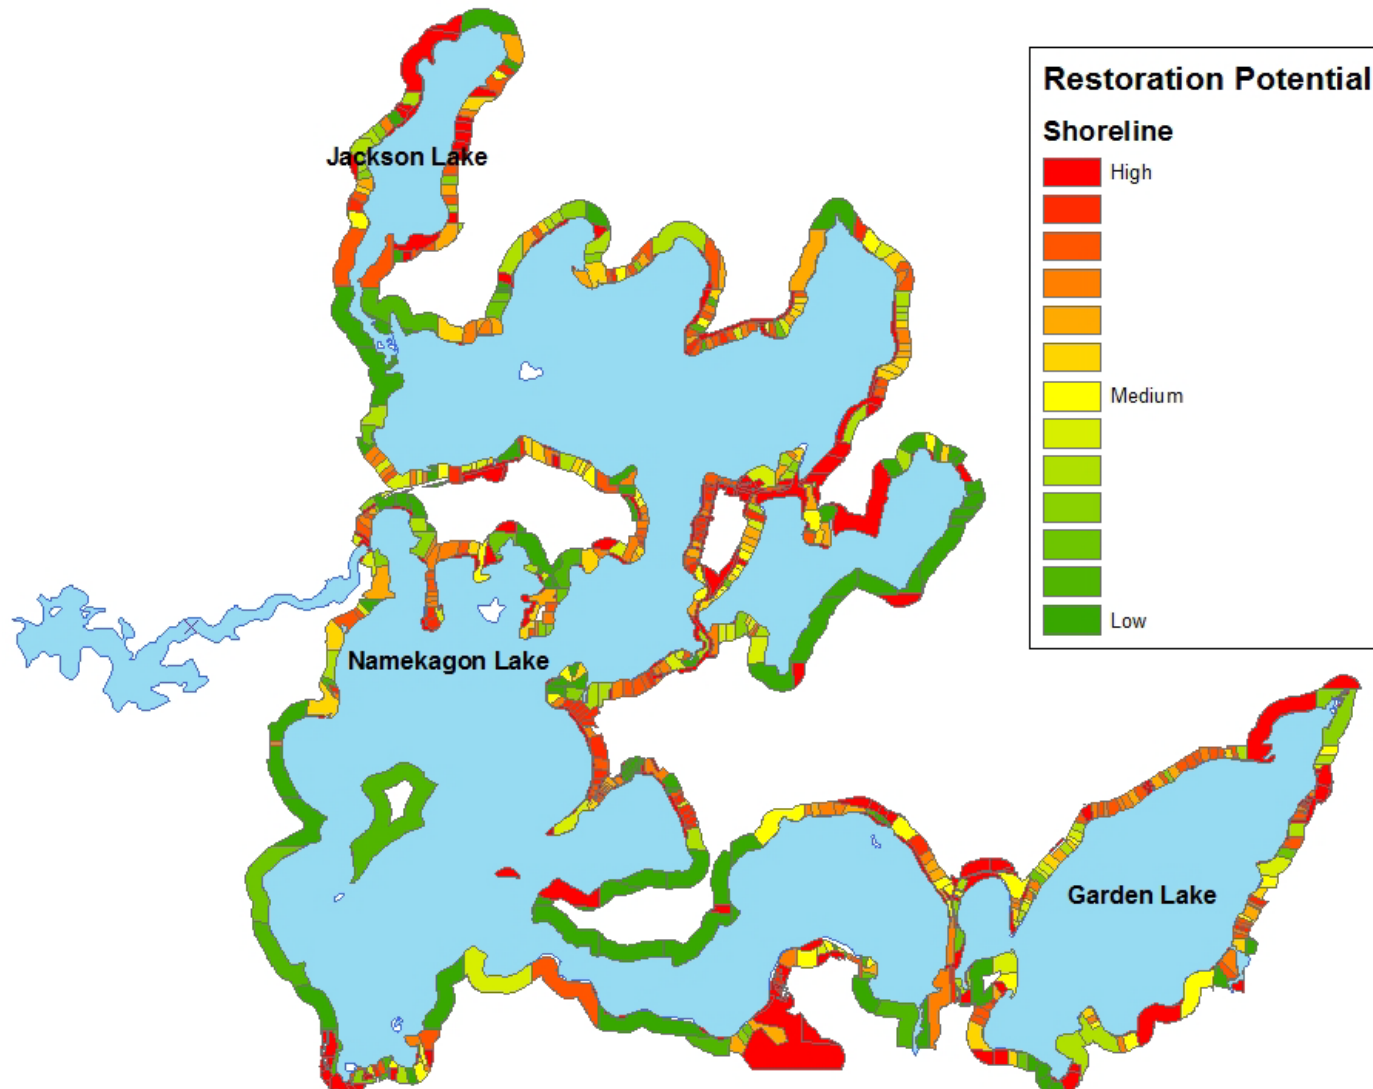 Restoration Potential
Shoreline
High
Medium
Low
Jackson Lake
Namekagon Lake
Garden Lake